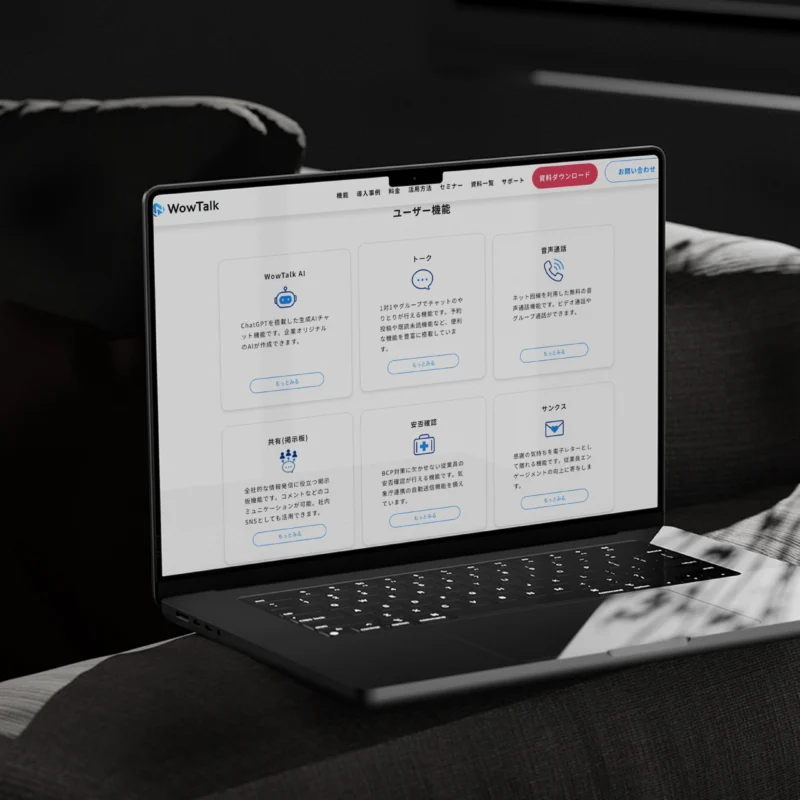 WowTalk
機能 導入事例 料金 活用方法 セミナー 資料一覧 サポート 資料ダウンロード お問い合わせ
ユーザー機能
WowTalk AI
ChatGPTを搭載した生成AIチャ
ット機能です。企業オリジナル
のAIが作成できます。
もっとみる
トーク
1対1やグループでチャットのや
りとりが行える機能です。予約
投稿や既読未読機能など、便利
な機能を豊富に搭載していま
す。
もっとみる
音声通話
ネット回線を利用した無料の音
声通話機能です。ビデオ通話や
グループ通話ができます。
もっとみる
共有(掲示板)
全社的な情報発信に役立つ掲示
板機能です。コメントなどのコ
ミュニケーションが可能。社内
SNSとしても活用できます。
もっとみる
安否確認
BCP対策に欠かせない従業員の
安否確認が行える機能です。気
象庁連携の自動送信機能を備え
ています。
もっとみる
サンクス
感謝の気持ちを電子レターとし
て贈れる機能です。従業員エン
ゲージメントの向上に寄与しま
す。
もっとみる